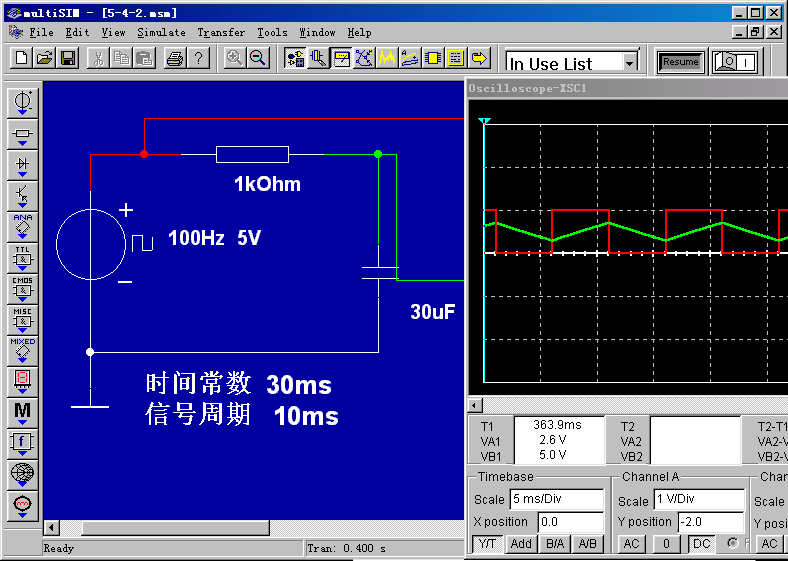 multiSIM - [5-4-2.msm]
File Edit View Simulate Transfer Tools Window Help
In Use List
Resume
Oscilloscope-XSC1
ANA
TTL
CMOS
MISC
MIXED
M
f
1kOhm
100Hz 5V
30uF
时间常数 30ms
信号周期 10ms
1
T1 363.9ms T2 T2-T1
VA1 2.6 V VA2 VA2-V
VB1 5.0 V VB2 VB2-V
Timebase Channel A Chan
Scale 5 ms/Div Scale 1 V/Div Scale
X position 0.0 Y position -2.0 Y posi
Y/T Add B/A A/B AC 0 DC AC
Ready Tran: 0.400 s